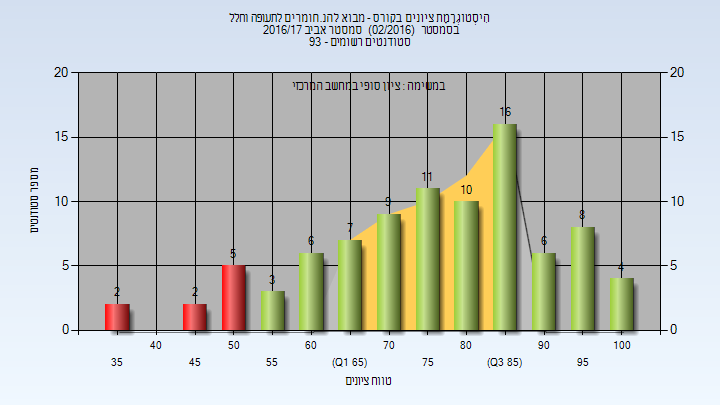 היסטוגרמת ציונים בקורס - מבוא להנ.חומרים לתעופה וחלל
בסמסטר (02/2016) סמסטר אביב 2016/17
סטודנטים רשומים - 93
במשימה : ציון סופי במחשב המרכזי
20 20
15 15
10 10
5 5
0 0
מספר סטודנטים
2 2 5 3 6 7 9 11 10 16 6 8 4
40 50 60 70 80 90 100
35 45 55 (Q1 65) 75 (Q3 85) 95
טווח ציונים